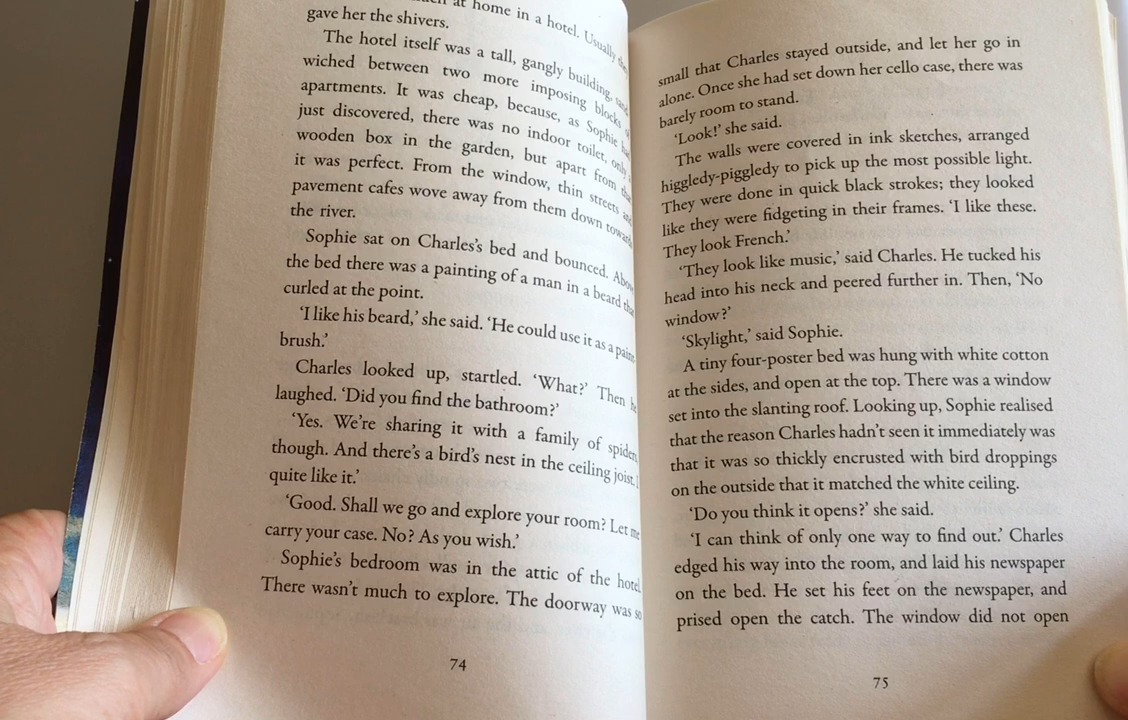 at home in a hotel. Usually
gave her the shivers.
The hotel itself was a tall, gangly building,
wiched between two more imposing blocks
apartments. It was cheap, because, as Sophie
just discovered, there was no indoor toilet, only
wooden box in the garden, but apart from
it was perfect. From the window, thin streets
pavement cafes wove away from them down
the river.
Sophie sat on Charles's bed and bounced.
the bed there was a painting of a man in a beard
curled at the point.
'I like his beard,' she said. 'He could use it as a
brush.'
Charles looked up, startled. 'What?' Then
laughed. 'Did you find the bathroom?'
'Yes. We're sharing it with a family of
though. And there's a bird's nest in the ceiling joist.
quite like it.'
'Good. Shall we go and explore your room? Let me
carry your case. No? As you wish.'
Sophie's bedroom was in the attic of the hotel.
There wasn't much to explore. The doorway was so
74
small that Charles stayed outside, and let her go in
alone. Once she had set down her cello case, there was
barely room to stand.
'Look!' she said.
The walls were covered in ink sketches, arranged
higgledy-piggledy to pick up the most possible light.
They were done in quick black strokes; they looked
like they were fidgeting in their frames. 'I like these.
They look French.'
'They look like music,' said Charles. He tucked his
head into his neck and peered further in. Then, 'No
window?'
'Skylight,' said Sophie.
A tiny four-poster bed was hung with white cotton
at the sides, and open at the top. There was a window
set into the slanting roof. Looking up, Sophie realised
that the reason Charles hadn't seen it immediately was
that it was so thickly encrusted with bird droppings
on the outside that it matched the white ceiling.
'Do you think it opens?' she said.
'I can think of only one way to find out.' Charles
edged his way into the room, and laid his newspaper
on the bed. He set his feet on the newspaper, and
prised open the catch. The window did not open
75